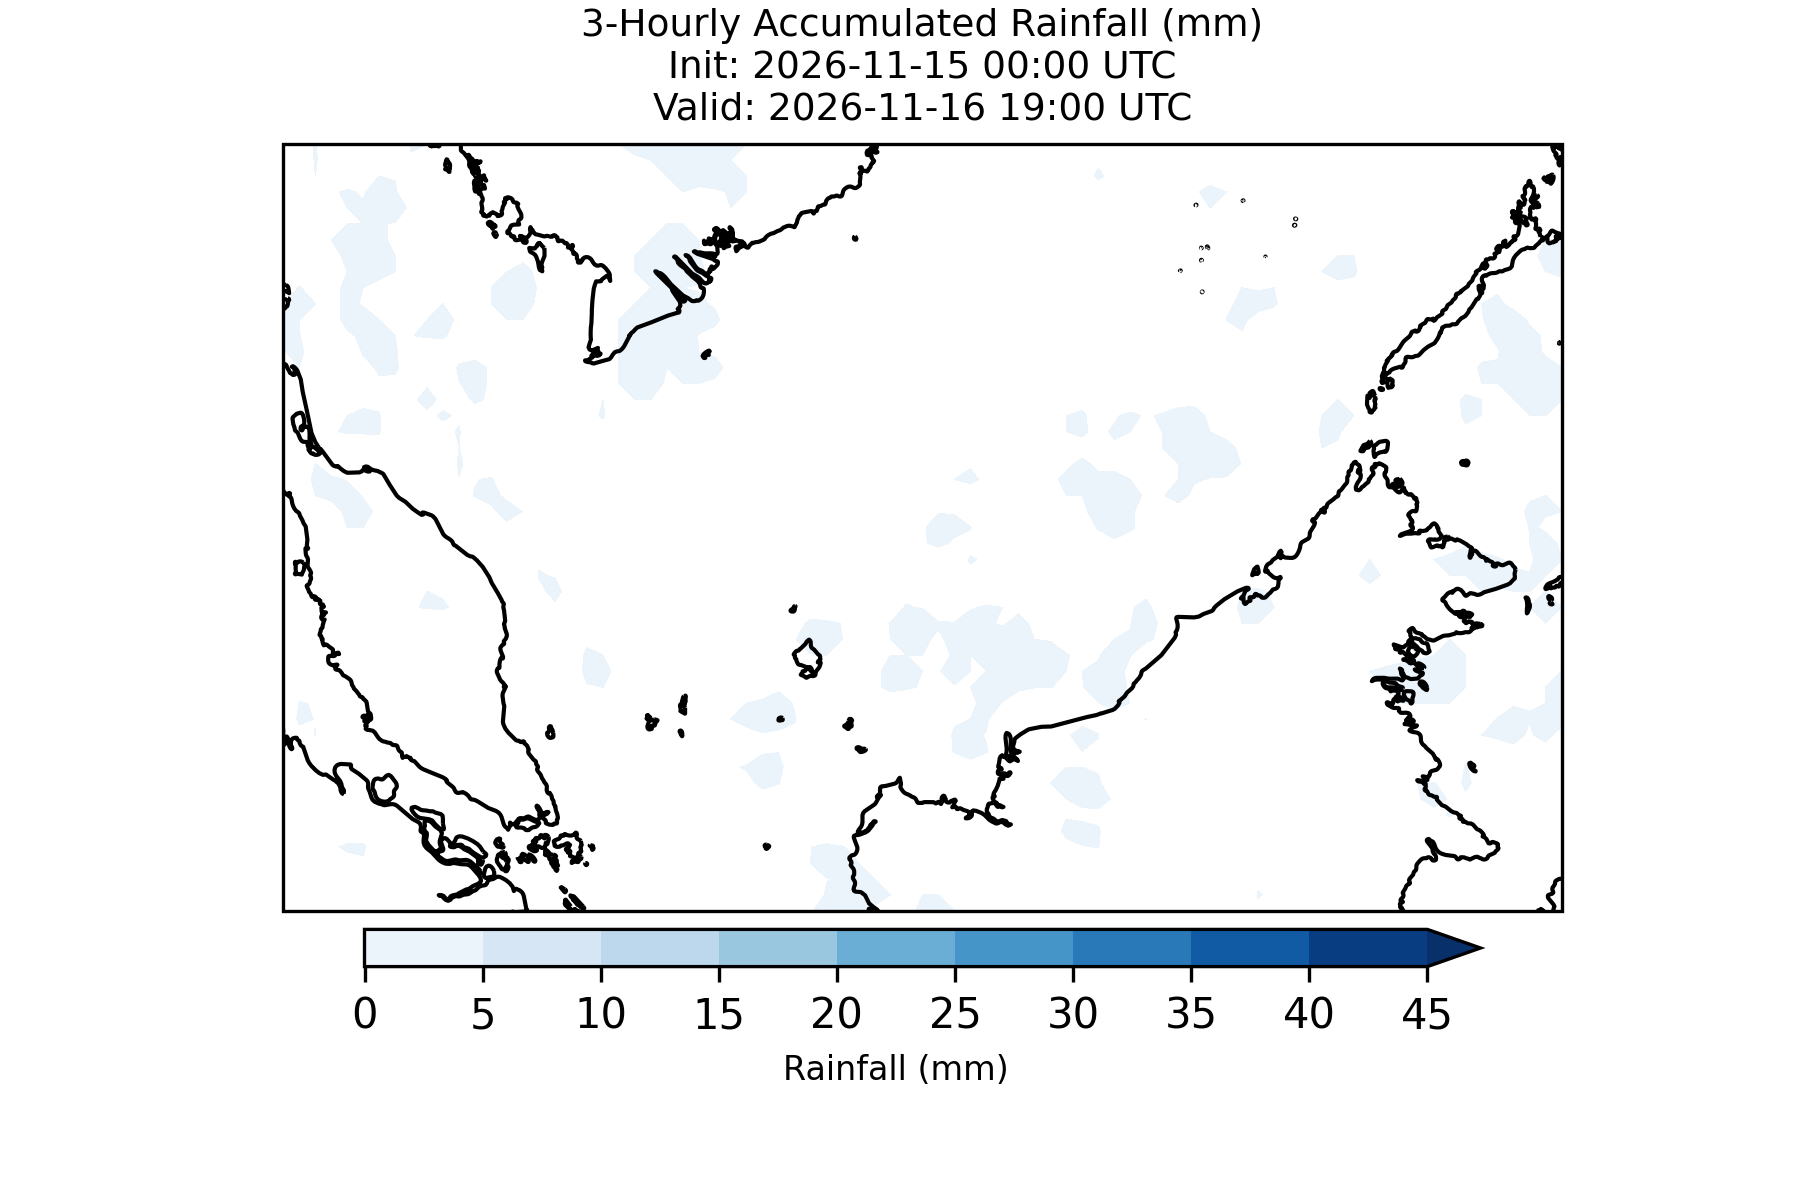 3-Hourly Accumulated Rainfall (mm)
Init: 2026-11-15 00:00 UTC
Valid: 2026-11-16 19:00 UTC
0 5 10 15 20 25 30 35 40 45
Rainfall (mm)